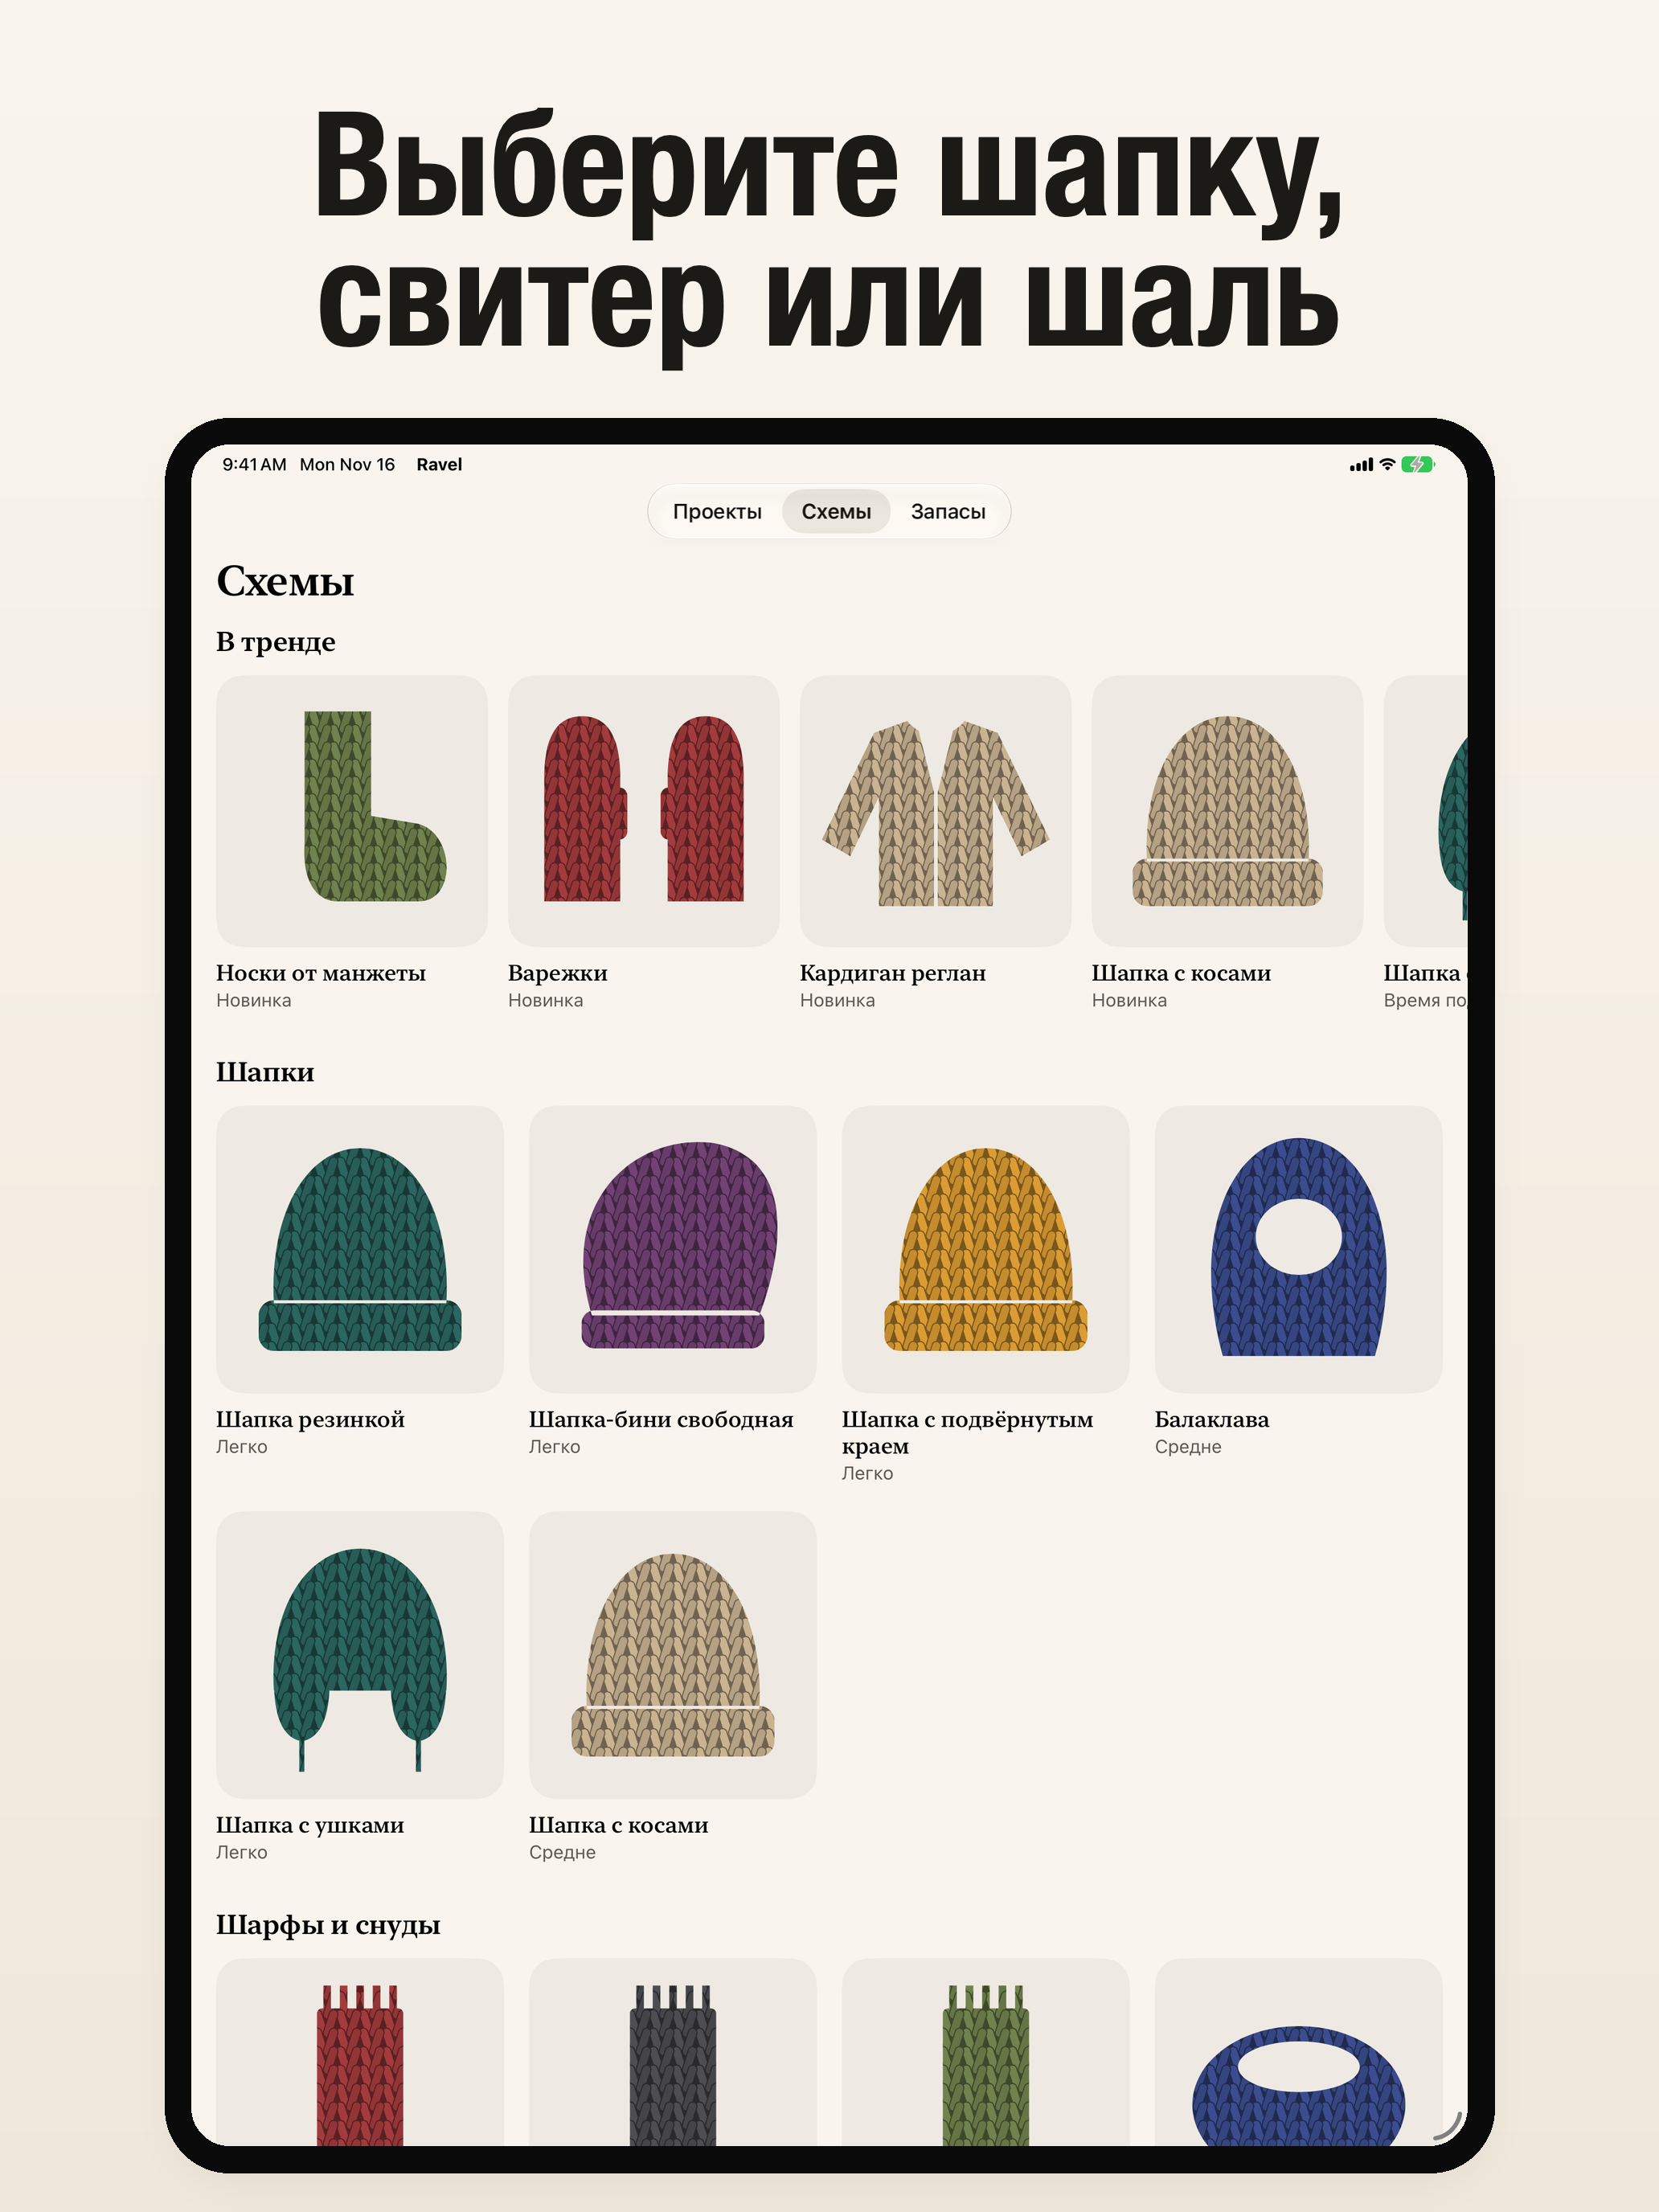 Выберите шапку,
свитер или шаль
9:41 AM Mon Nov 16 Ravel
Проекты Схемы Запасы
Схемы
В тренде
Носки от манжеты
Новинка
Варежки
Новинка
Кардиган реглан
Новинка
Шапка с косами
Новинка
Шапка
Время
Шапки
Шапка резинкой
Легко
Шапка-бини свободная
Легко
Шапка с подвёрнутым
краем
Легко
Балаклава
Средне
Шапка с ушками
Легко
Шапка с косами
Средне
Шарфы и снуды